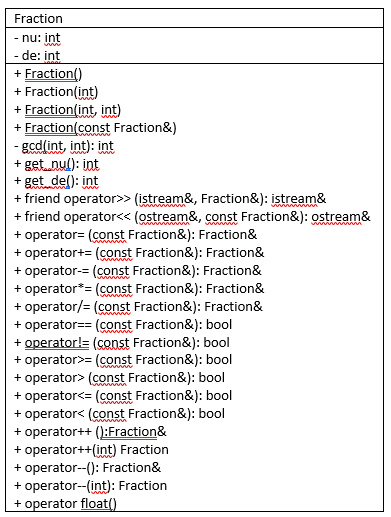 Fraction
- nu: int
- de: int
+ Fraction()
+ Fraction(int)
+ Fraction(int, int)
+ Fraction(const Fraction&)
- gcd(int, int): int
+ get_nu(): int
+ get_de(): int
+ friend operator>> (istream&, Fraction&): istream&
+ friend operator<< (ostream&, const Fraction&): ostream&
+ operator= (const Fraction&): Fraction&
+ operator+= (const Fraction&): Fraction&
+ operator-= (const Fraction&): Fraction&
+ operator*= (const Fraction&): Fraction&
+ operator/= (const Fraction&): Fraction&
+ operator== (const Fraction&): bool
+ operator!= (const Fraction&): bool
+ operator>= (const Fraction&): bool
+ operator> (const Fraction&): bool
+ operator<= (const Fraction&): bool
+ operator< (const Fraction&): bool
+ operator++ ():Fraction&
+ operator++(int) Fraction
+ operator--(): Fraction&
+ operator--(int): Fraction
+ operator float()